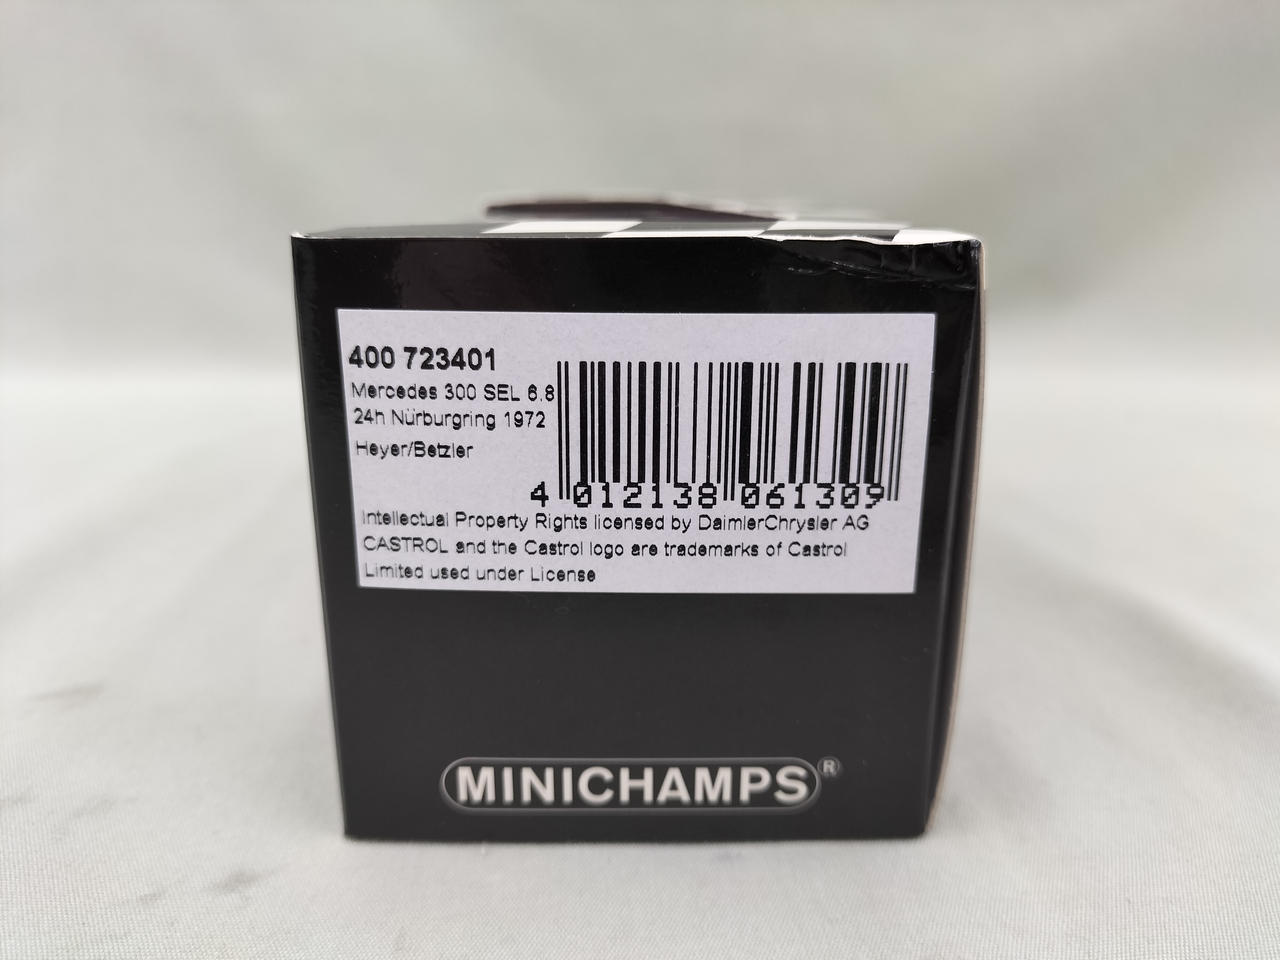 400 723401
Mercedes 300 SEL 6.8
24h Nürburgring 1972
Heyer/Betzler
4 012138 061309
Intellectual Property Rights licensed by DaimlerChrysler AG
CASTROL and the Castrol logo are trademarks of Castrol
Limited used under License
MINICHAMPS®